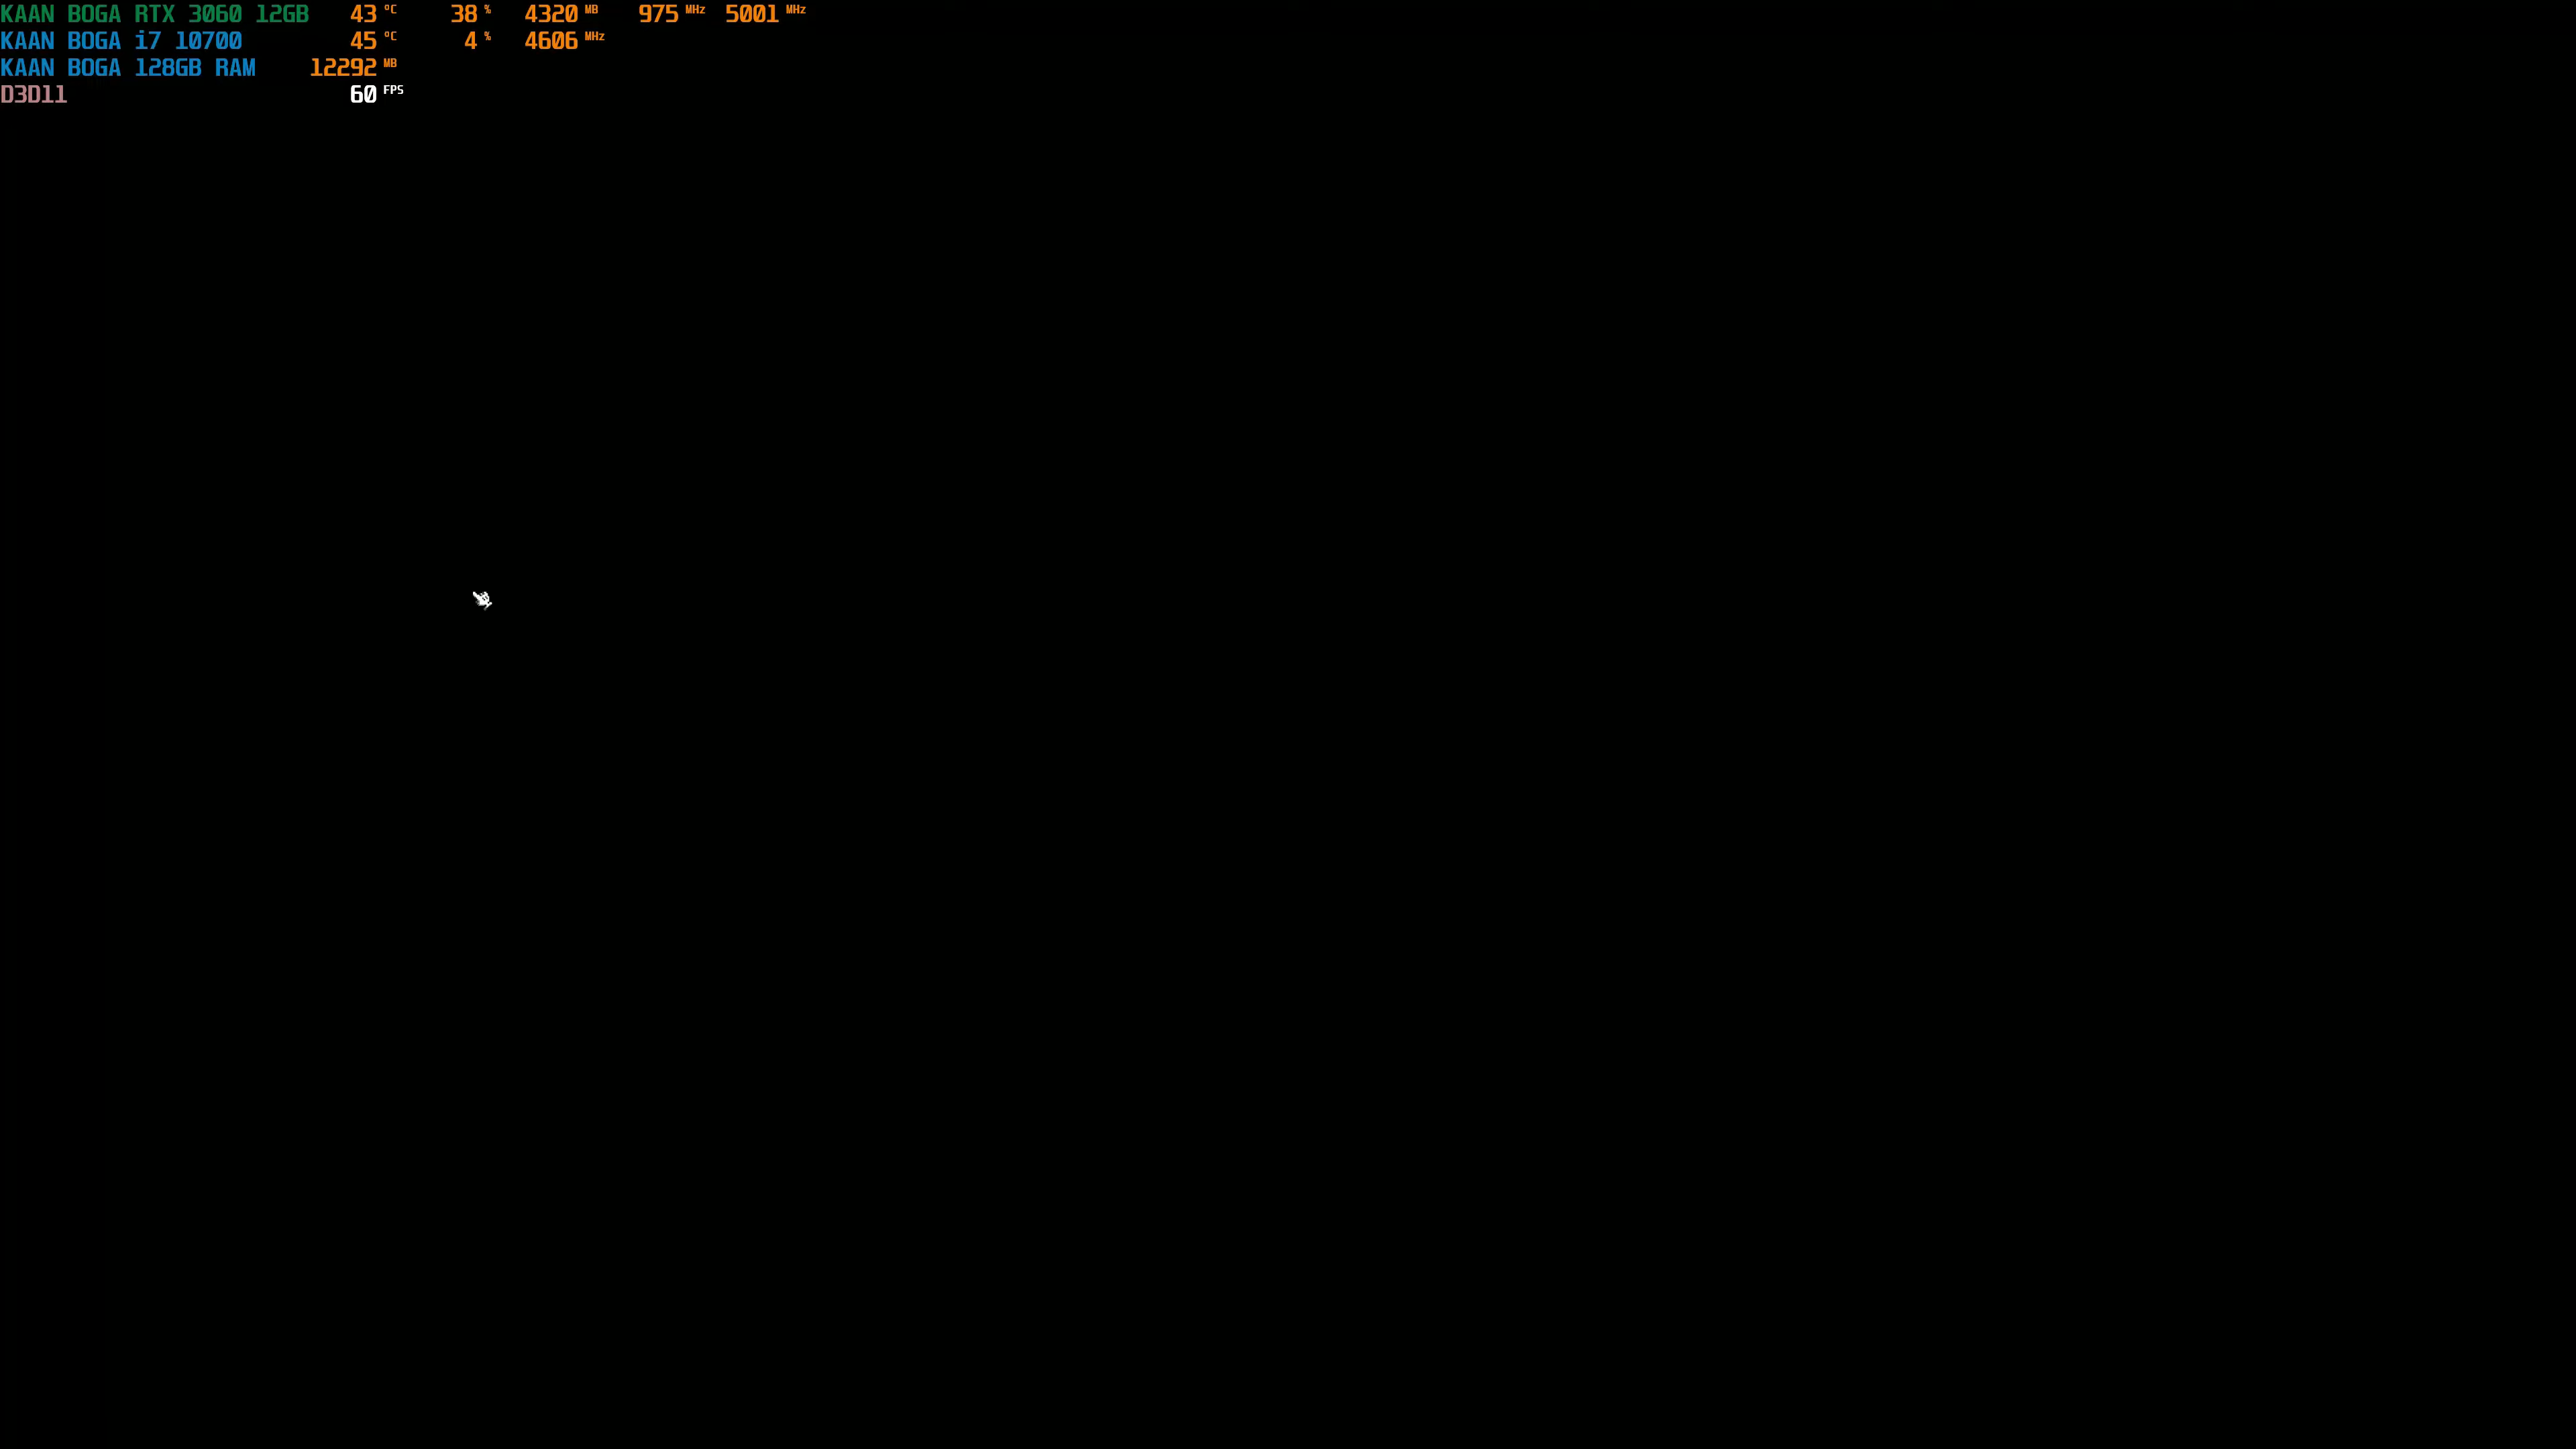 KAAN BOGA RTX 3060 12GB 43 °C 38 % 4320 MB 975 MHz 5001 MHz
KAAN BOGA i7 10700 45 °C 4 % 4606 MHz
KAAN BOGA 128GB RAM 12292 MB
D3D11 60 FPS